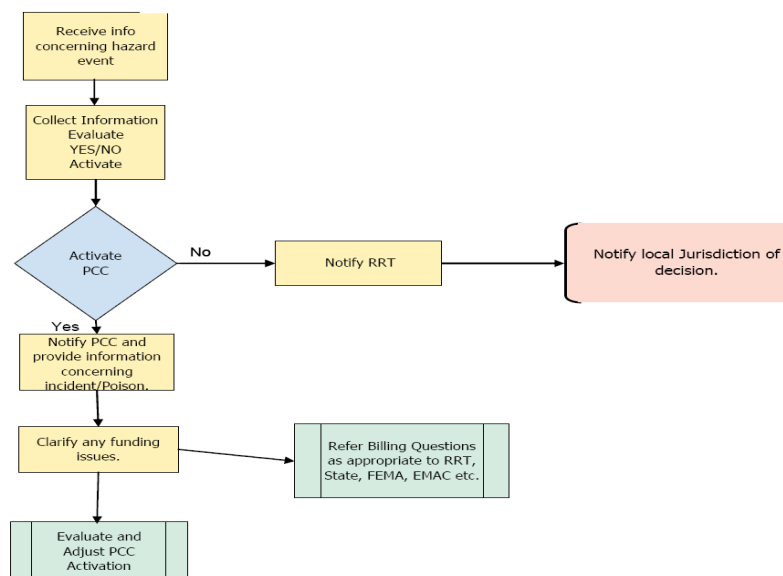 Receive info
concerning hazard
event
Collect Information
Evaluate
YES/NO
Activate
Activate
PCC
No
Notify RRT
Notify local Jurisdiction of
decision.
Yes
Notify PCC and
provide information
concerning
incident/Poison.
Clarify any funding
issues.
Refer Billing Questions
as appropriate to RRT,
State, FEMA, EMAC etc.
Evaluate and
Adjust PCC
Activation